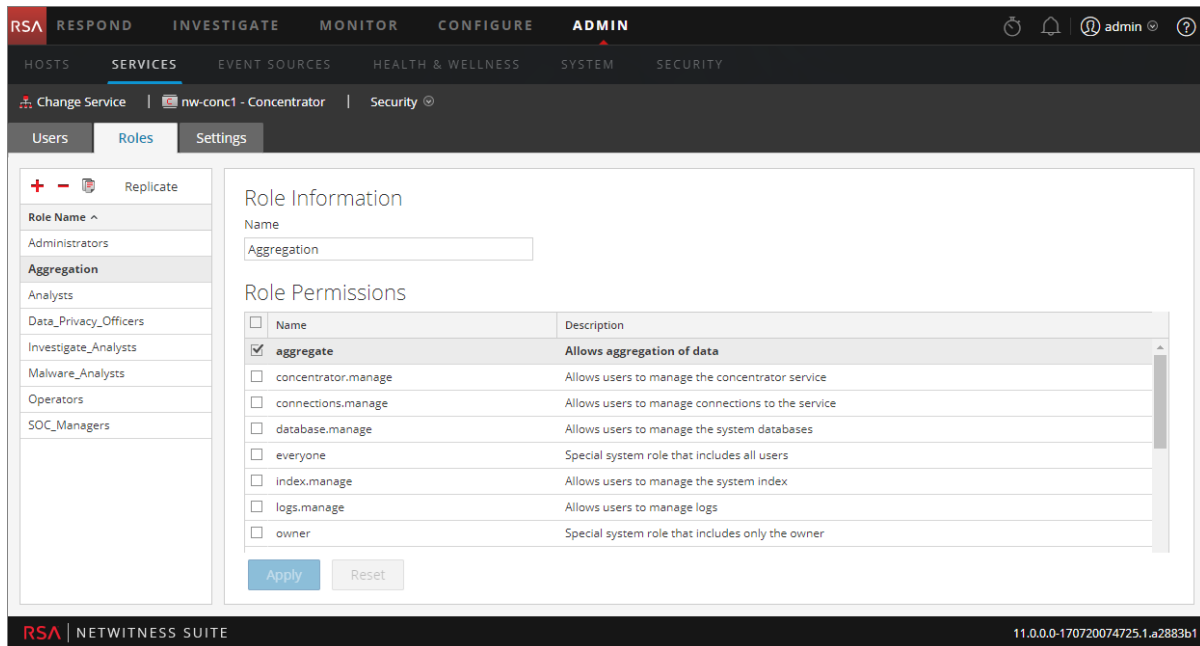 RSA RESPOND INVESTIGATE MONITOR CONFIGURE ADMIN admin ?
HOSTS SERVICES EVENT SOURCES HEALTH & WELLNESS SYSTEM SECURITY
Change Service | C nw-conc1 - Concentrator | Security
Users Roles Settings
Replicate
Role Name
Administrators
Aggregation
Analysts
Data_Privacy_Officers
Investigate_Analysts
Malware_Analysts
Operators
SOC_Managers
Role Information
Name
Aggregation
Role Permissions
Name Description
aggregate Allows aggregation of data
concentrator.manage Allows users to manage the concentrator service
connections.manage Allows users to manage connections to the service
database.manage Allows users to manage the system databases
everyone Special system role that includes all users
index.manage Allows users to manage the system index
logs.manage Allows users to manage logs
owner Special system role that includes only the owner
Apply Reset
RSA | NETWITNESS SUITE 11.0.0.0-170720074725.1.a2883b1